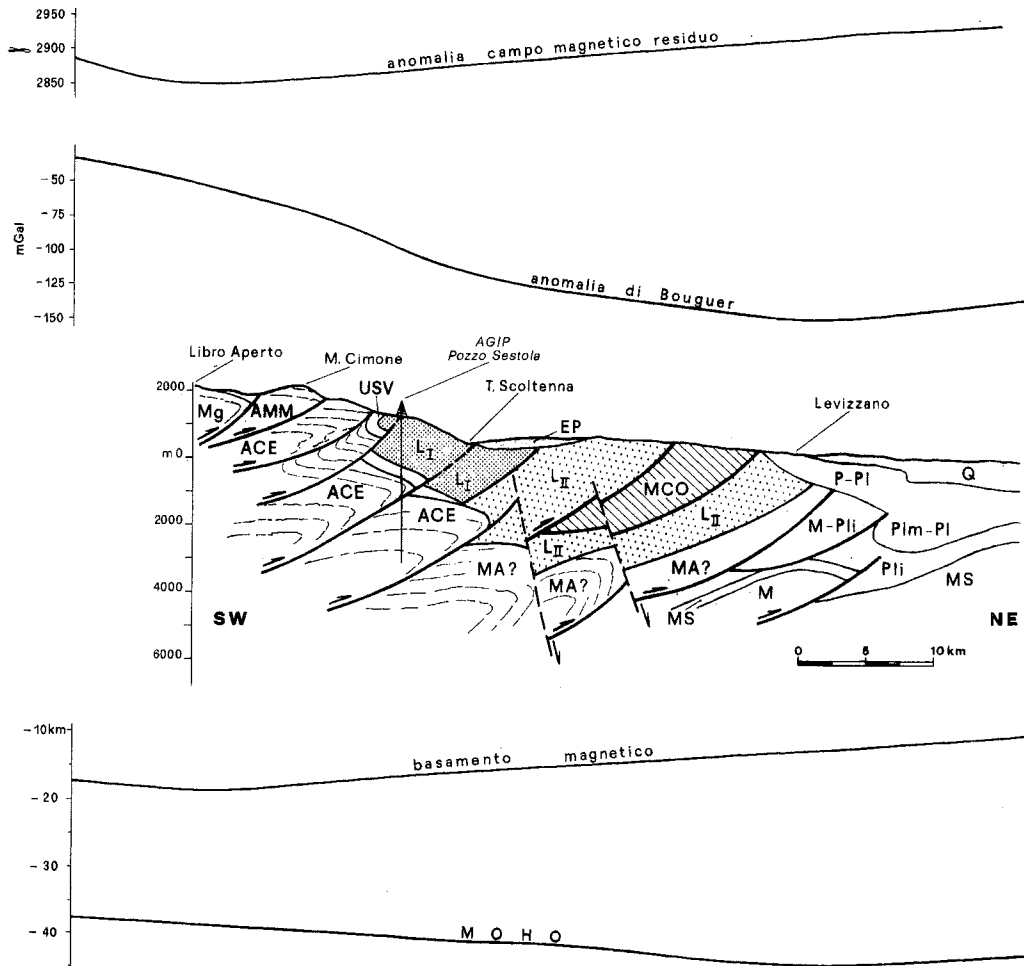 2950
γ
2900
anomalia campo magnetico residuo
2850
-50
-75
mGal
-100
-125
anomalia di Bouguer
-150
AGIP
Pozzo Sestola
Libro Aperto
M. Cimone
T. Scoltenna
USV
2000
Levizzano
Mg
AMM
EP
LI
ACE
m 0
LII
Q
LI
P-Pl
ACE
MCO
ACE
M-Pli
LII
2000
Plm-Pl
LII
MA?
MA?
Pli
MA?
M
MS
4000
MS
SW
NE
0 5 10 km
6000
-10km
basamento magnetico
-20
-30
-40
MOHO